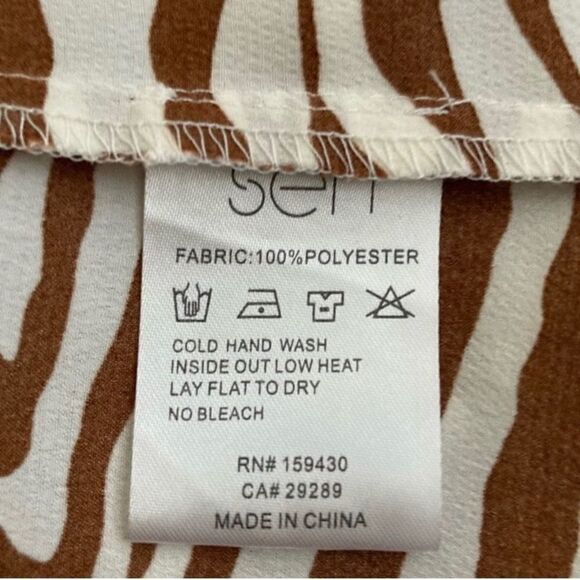 sen
FABRIC:100%POLYESTER
COLD HAND WASH
INSIDE OUT LOW HEAT
LAY FLAT TO DRY
NO BLEACH
RN# 159430
CA# 29289
MADE IN CHINA